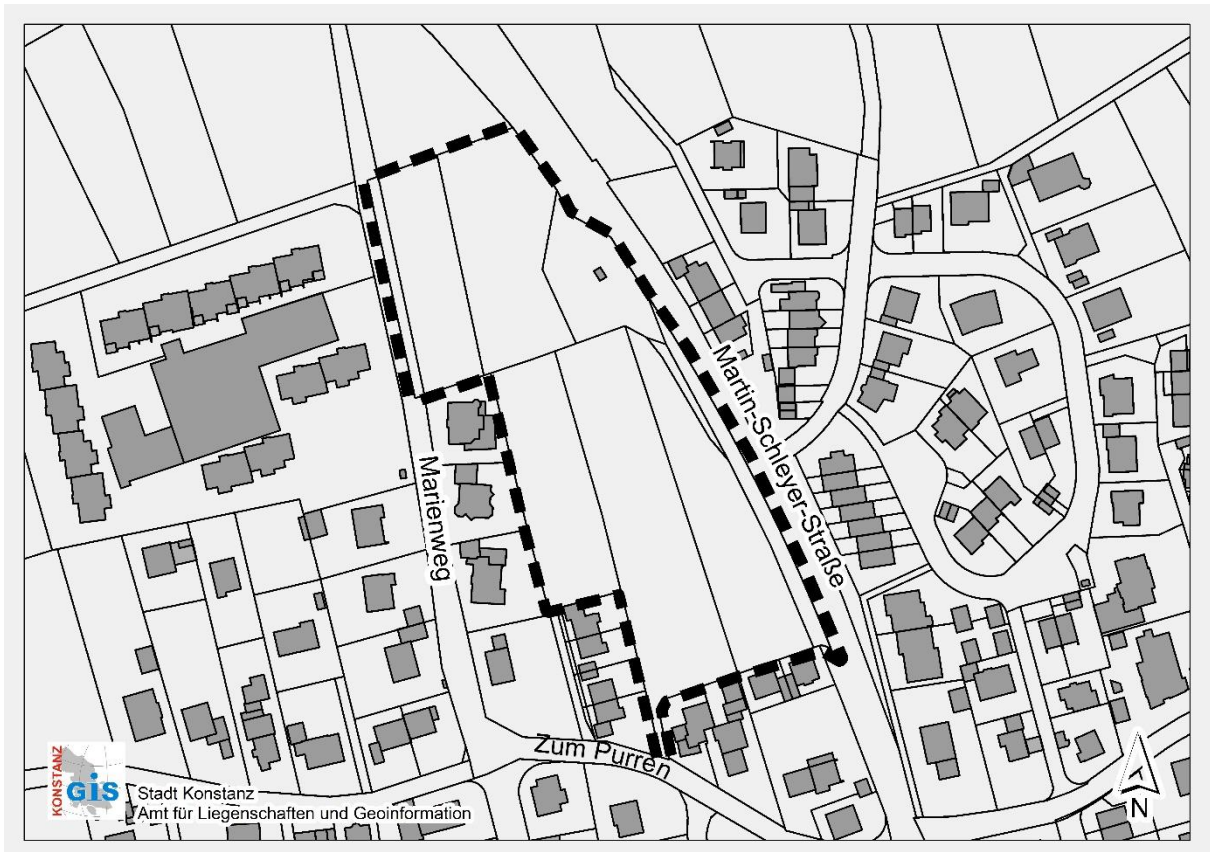 Martin-Schleyer-Straße
Marienweg
Zum Purren
KONSTANZ
GiS
Stadt Konstanz
Amt für Liegenschaften und Geoinformation
N